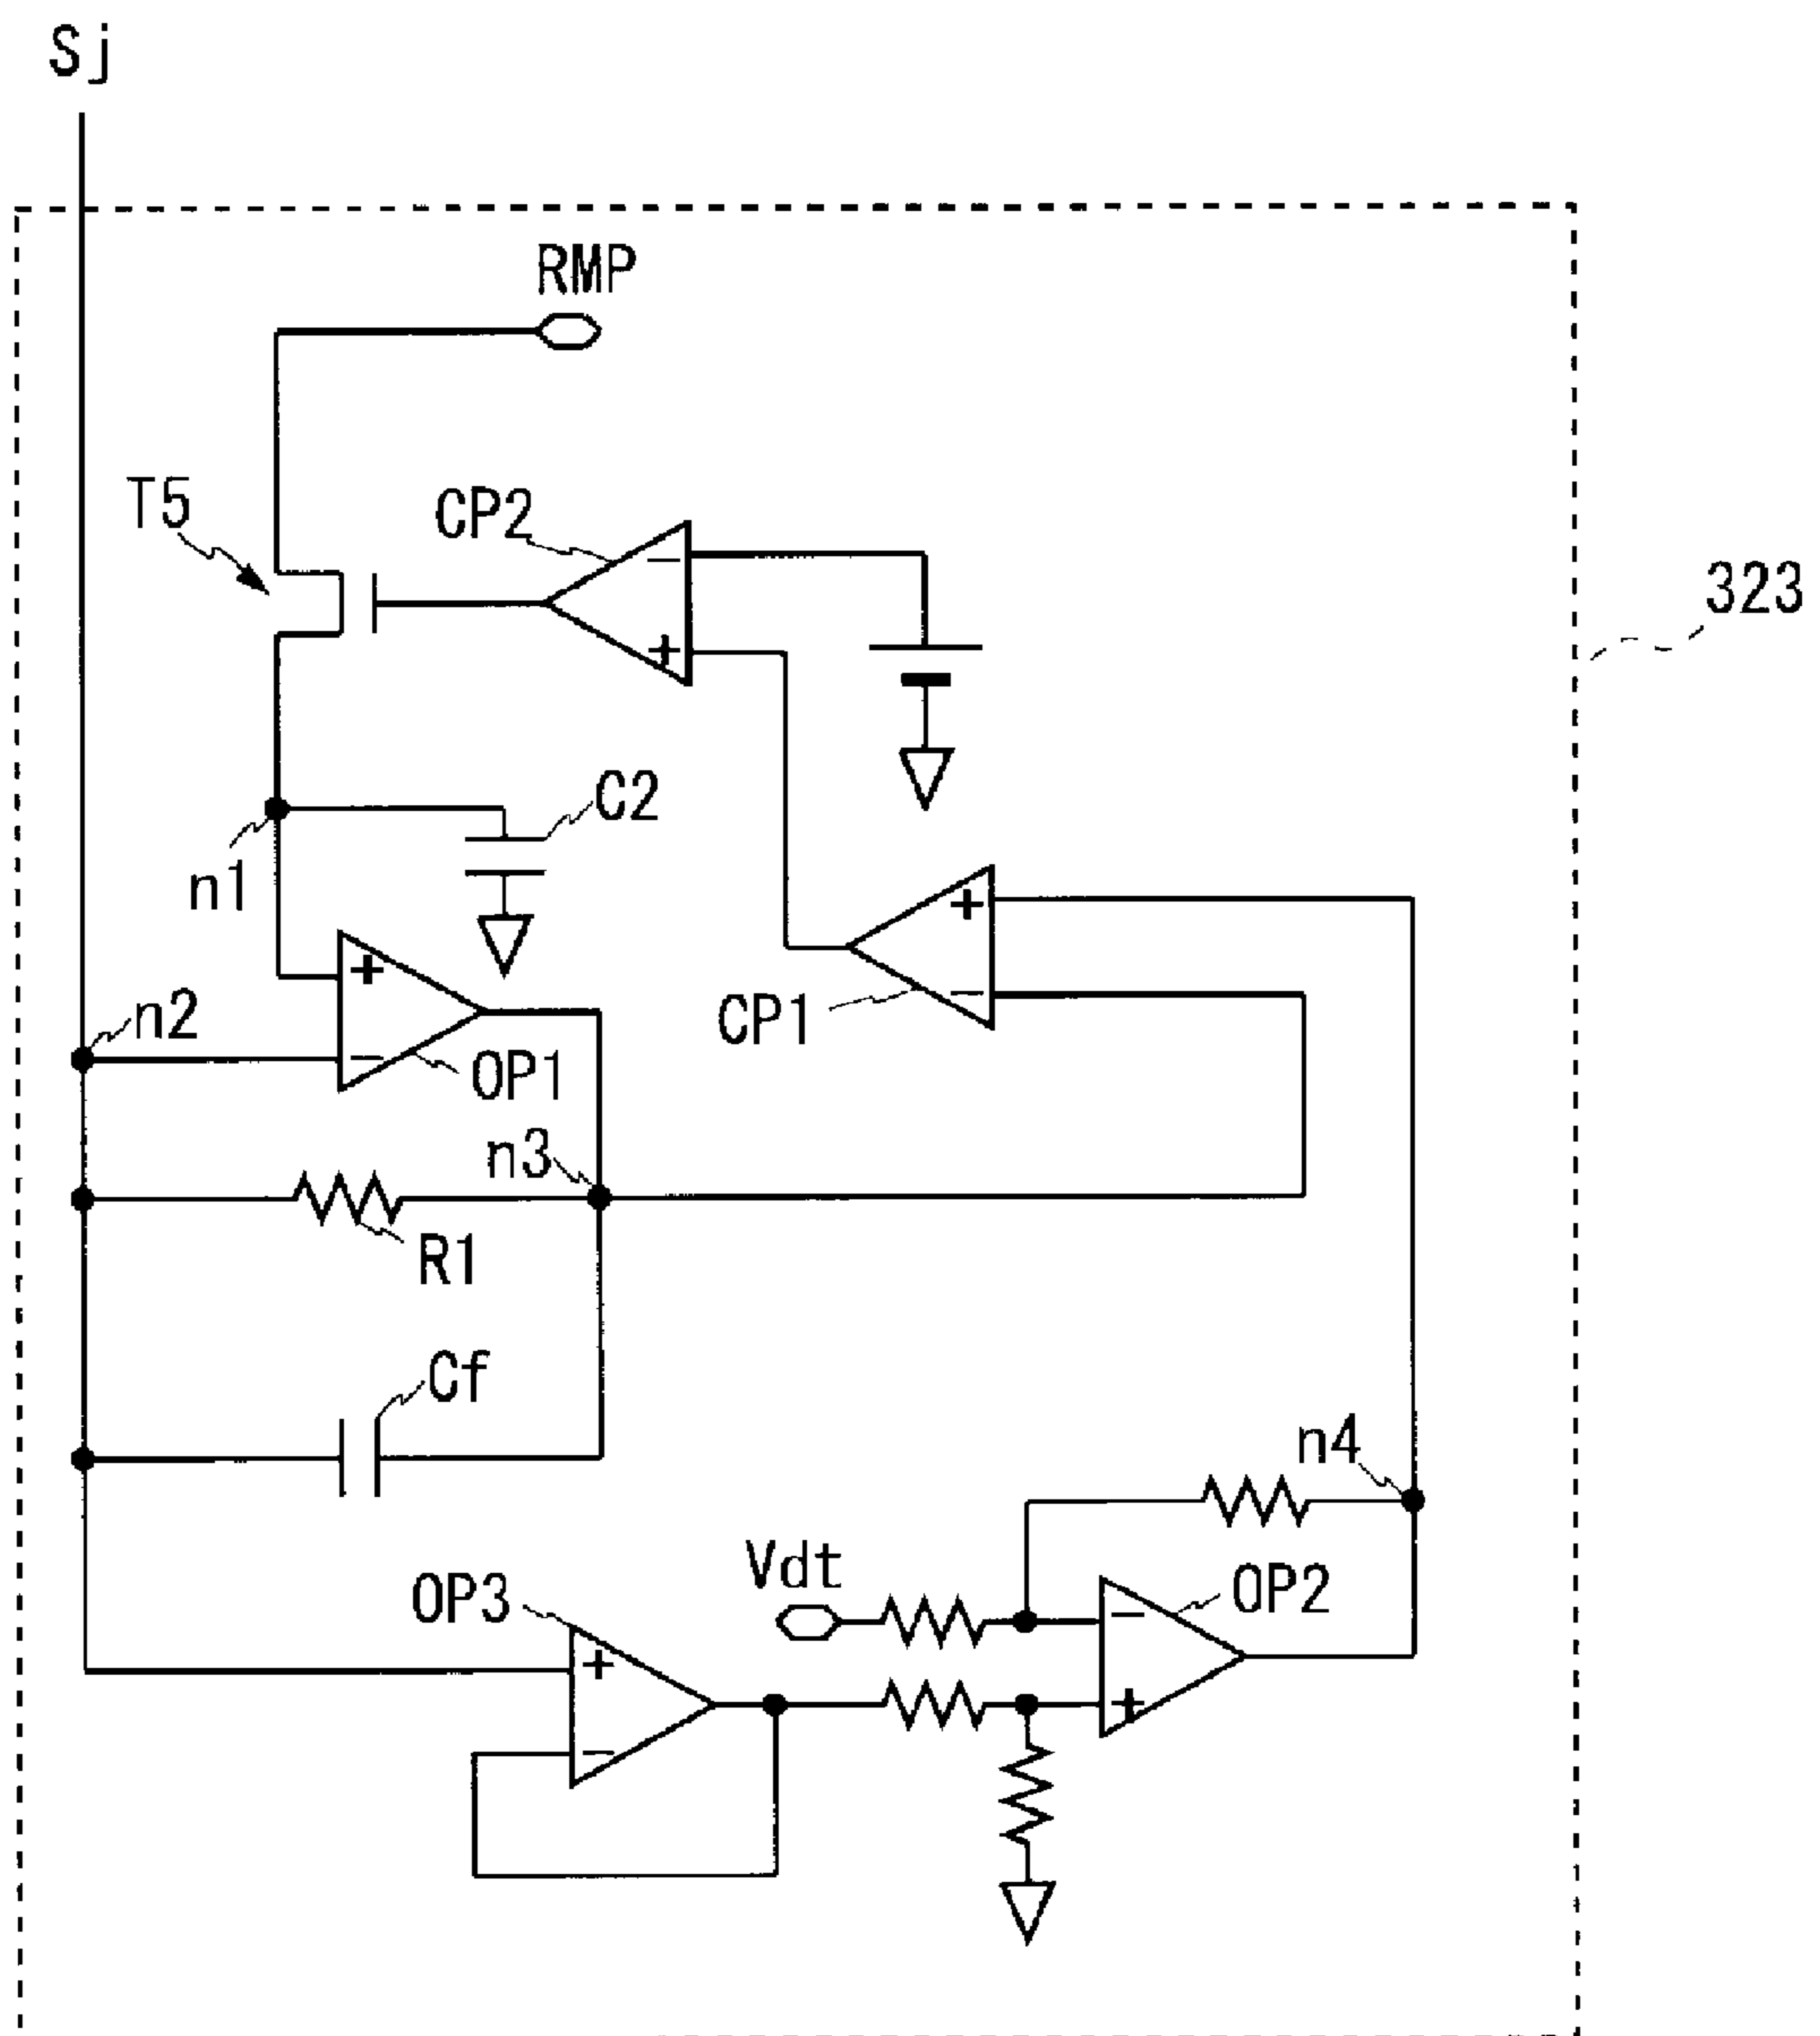 Sj
RMP
T5
CP2
323
C2
n1
+
−
+
−
n2
+
−
CP1
OP1
n3
R1
Cf
n4
Vdt
OP3
OP2
−
+
+
−